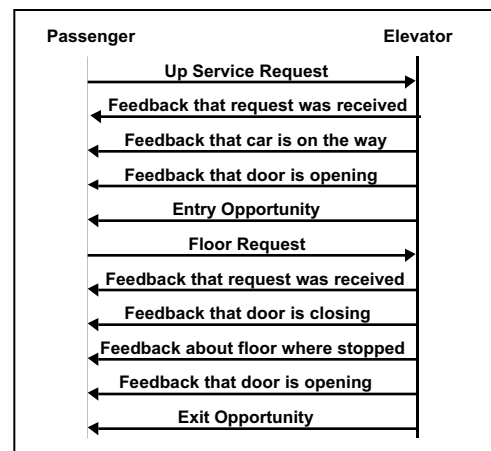 Passenger Elevator
Up Service Request
Feedback that request was received
Feedback that car is on the way
Feedback that door is opening
Entry Opportunity
Floor Request
Feedback that request was received
Feedback that door is closing
Feedback about floor where stopped
Feedback that door is opening
Exit Opportunity